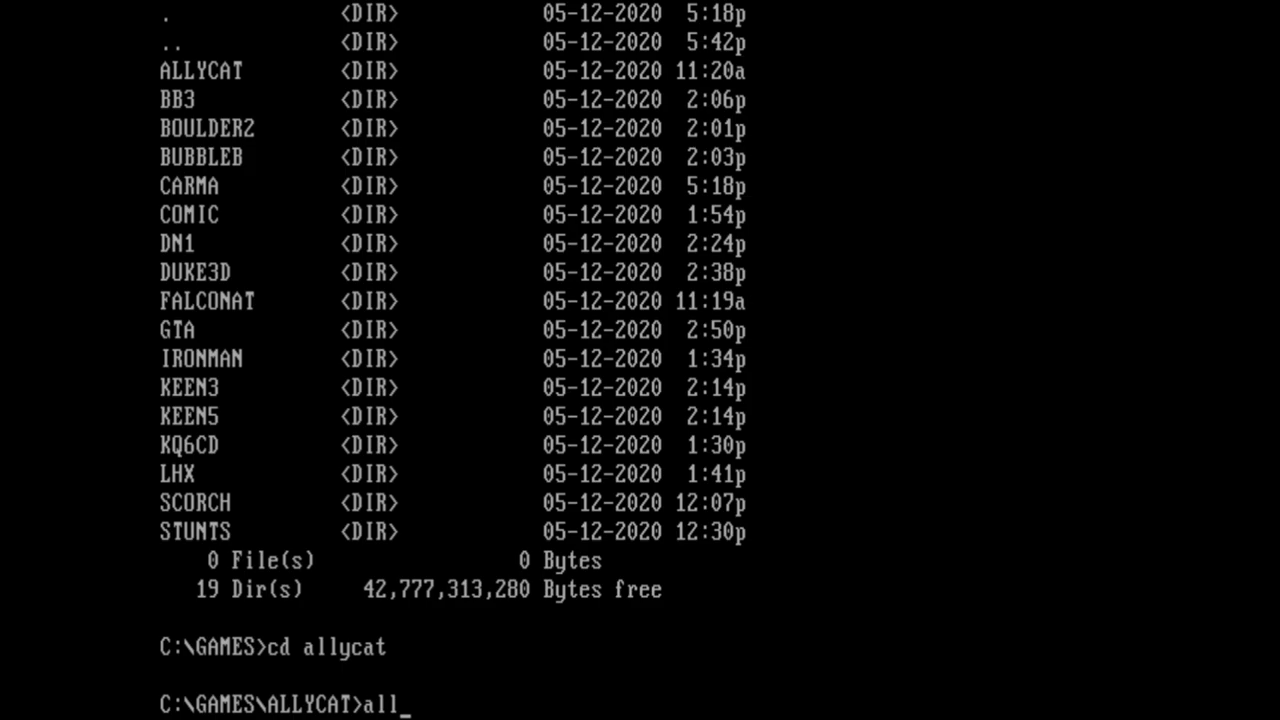 . <DIR> 05-12-2020 5:18p
.. <DIR> 05-12-2020 5:42p
ALLYCAT <DIR> 05-12-2020 11:20a
BB3 <DIR> 05-12-2020 2:06p
BOULDER2 <DIR> 05-12-2020 2:01p
BUBBLEB <DIR> 05-12-2020 2:03p
CARMA <DIR> 05-12-2020 5:18p
COMIC <DIR> 05-12-2020 1:54p
DN1 <DIR> 05-12-2020 2:24p
DUKE3D <DIR> 05-12-2020 2:38p
FALCONAT <DIR> 05-12-2020 11:19a
GTA <DIR> 05-12-2020 2:50p
IRONMAN <DIR> 05-12-2020 1:34p
KEEN3 <DIR> 05-12-2020 2:14p
KEEN5 <DIR> 05-12-2020 2:14p
KQ6CD <DIR> 05-12-2020 1:30p
LHX <DIR> 05-12-2020 1:41p
SCORCH <DIR> 05-12-2020 12:07p
STUNTS <DIR> 05-12-2020 12:30p
0 File(s) 0 Bytes
19 Dir(s) 42,777,313,280 Bytes free
C:\GAMES>cd allycat
C:\GAMES\ALLYCAT>all_